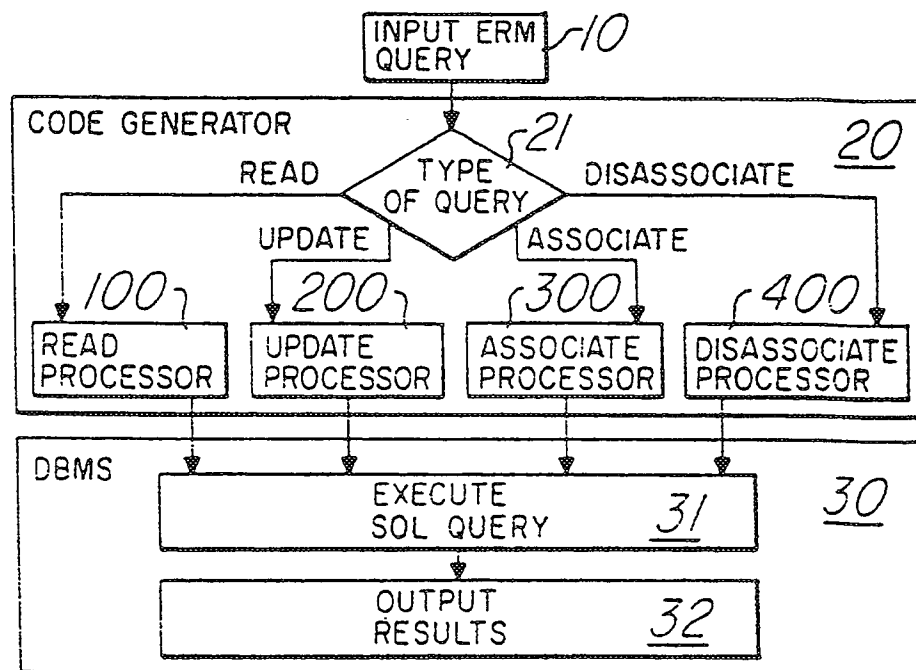 INPUT ERM
QUERY
10
CODE GENERATOR
20
21
TYPE
OF QUERY
READ
DISASSOCIATE
UPDATE
ASSOCIATE
100
200
300
400
READ
PROCESSOR
UPDATE
PROCESSOR
ASSOCIATE
PROCESSOR
DISASSOCIATE
PROCESSOR
DBMS
30
EXECUTE
SQL QUERY
31
OUTPUT
RESULTS
32